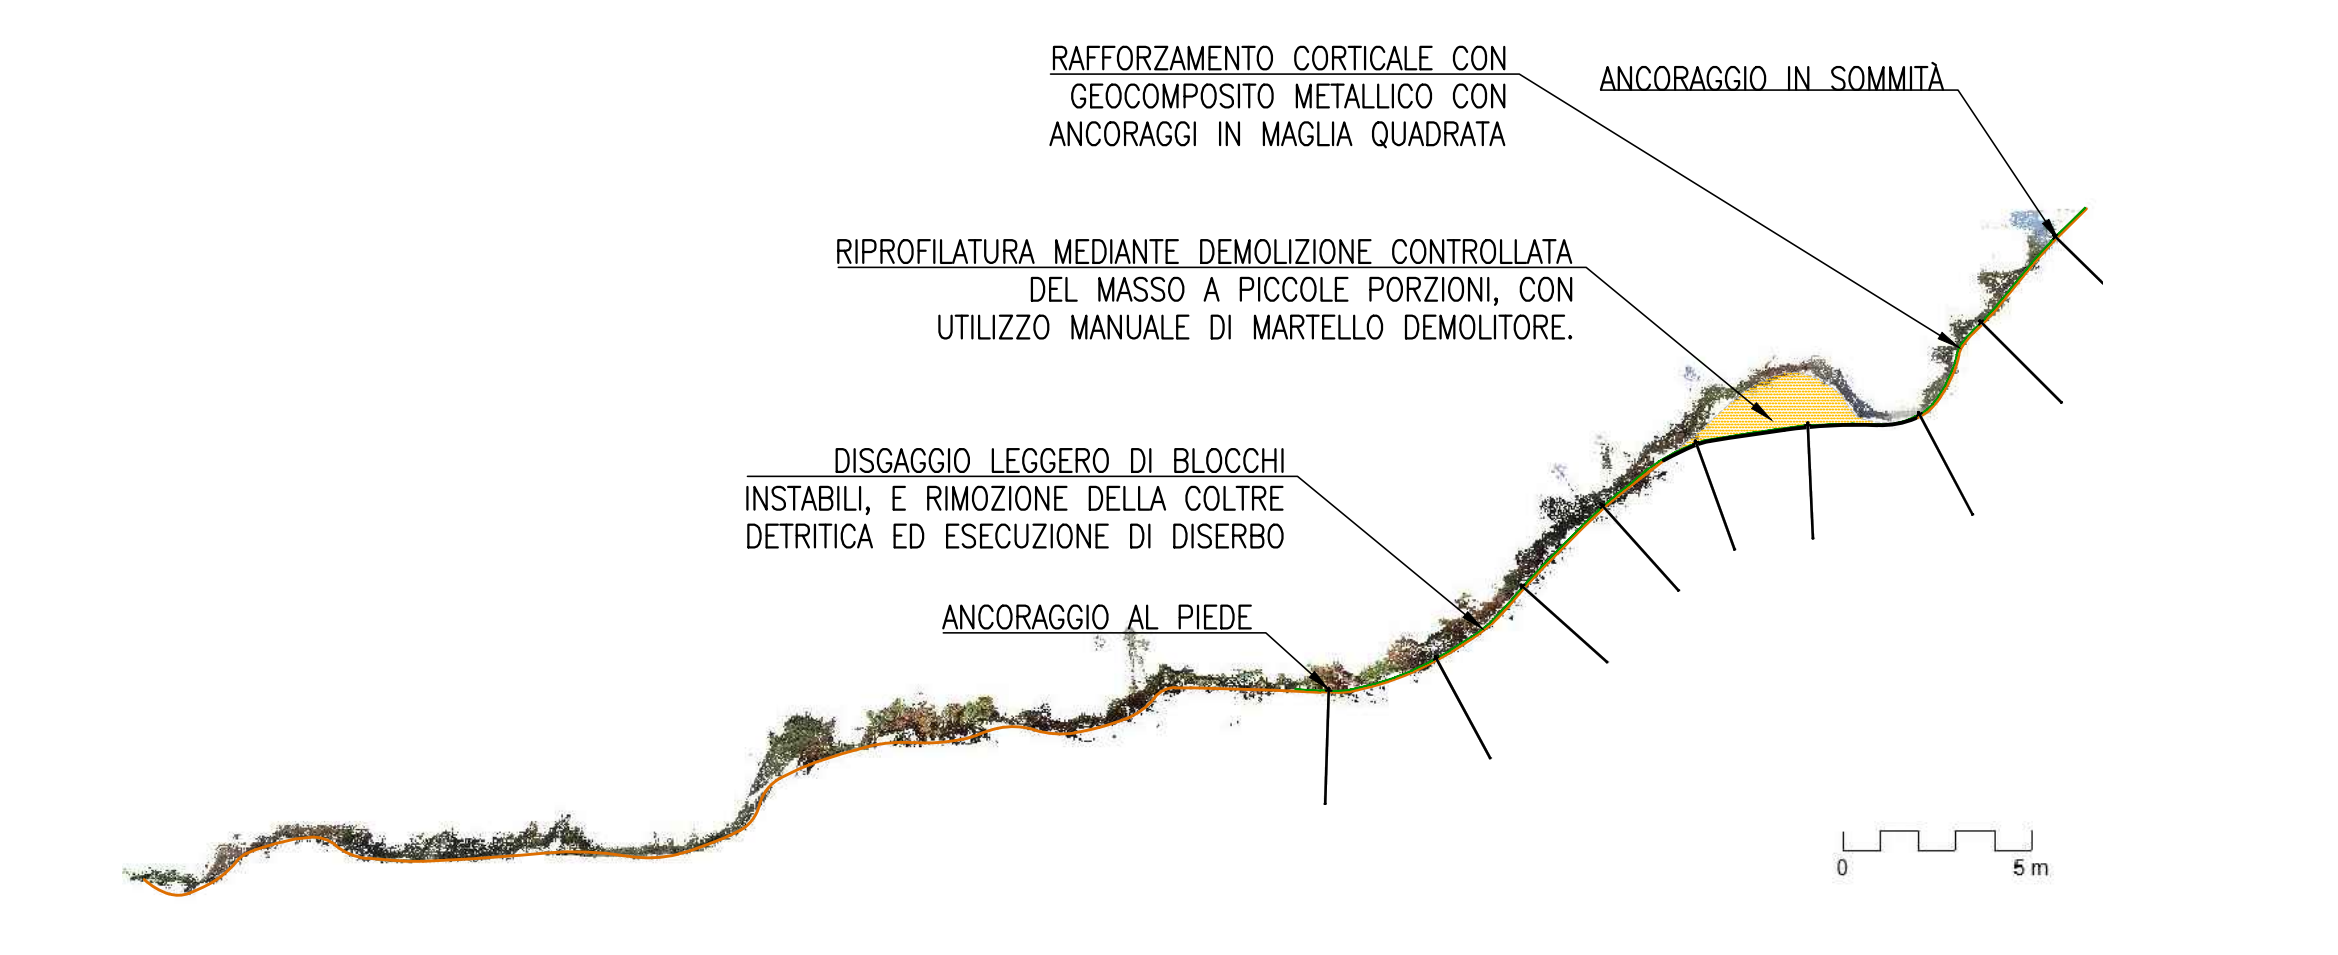 RAFFORZAMENTO CORTICALE CON
GEOCOMPOSITO METALLICO CON
ANCORAGGI IN MAGLIA QUADRATA
ANCORAGGIO IN SOMMITÀ
RIPROFILATURA MEDIANTE DEMOLIZIONE CONTROLLATA
DEL MASSO A PICCOLE PORZIONI, CON
UTILIZZO MANUALE DI MARTELLO DEMOLITORE.
DISGAGGIO LEGGERO DI BLOCCHI
INSTABILI, E RIMOZIONE DELLA COLTRE
DETRITICA ED ESECUZIONE DI DISERBO
ANCORAGGIO AL PIEDE
0 5 m